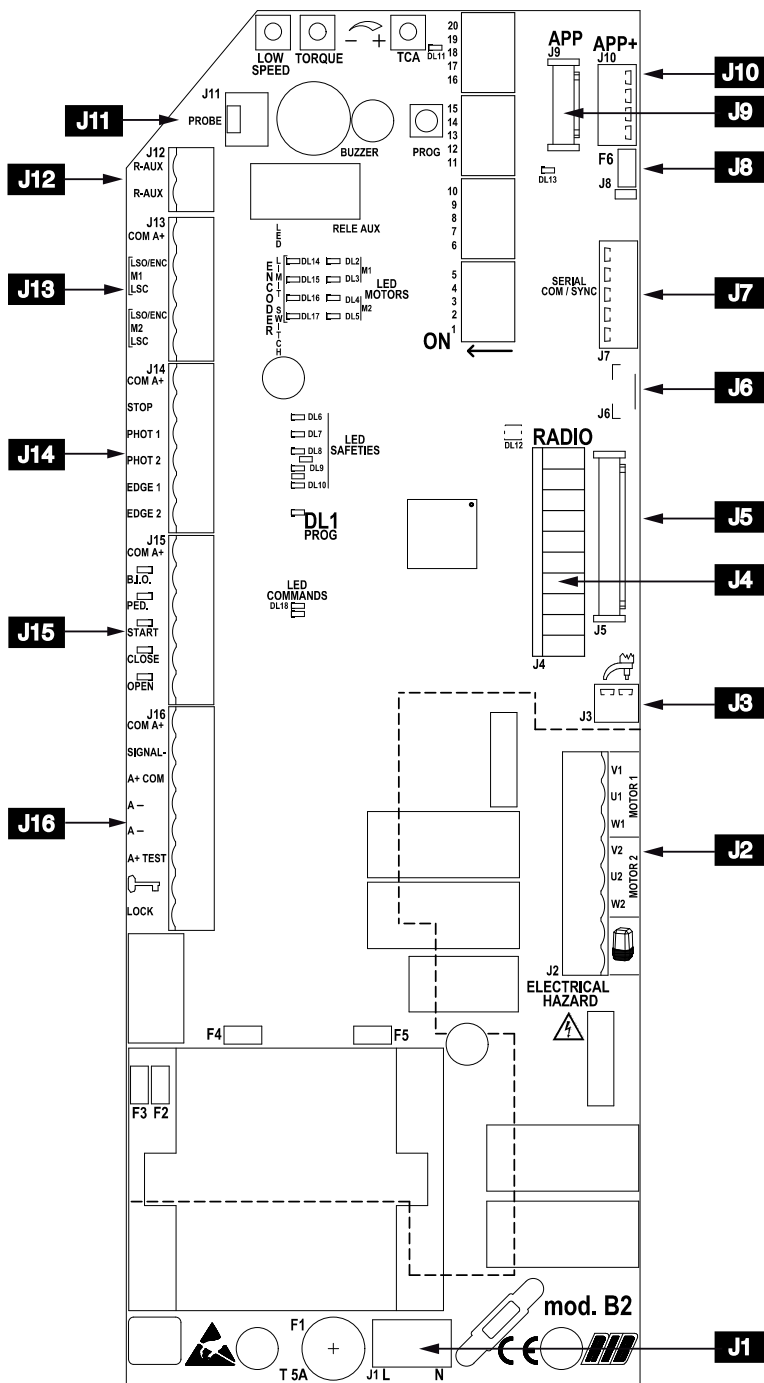 LOW SPEED
TORQUE
− +
TCA
DL11
20
19
18
17
16
APP
J9
APP+
J10
J10
J9
J11
J11
PROBE
BUZZER
PROG
15
14
13
12
11
F6
J8
J8
DL13
J12
J12
R-AUX
R-AUX
RELE AUX
10
9
8
7
6
J13
J13
COM A+
LSO/ENC
M1
LSC
LSO/ENC
M2
LSC
LED
LIMIT SWITCH
ENCODER
DL14
DL15
DL16
DL17
DL2
DL3
DL4
DL5
M1
M2
LED MOTORS
5
4
3
2
1
ON
SERIAL COM / SYNC
J7
J7
J6
J6
J14
J14
COM A+
STOP
PHOT 1
PHOT 2
EDGE 1
EDGE 2
DL6
DL7
DL8
DL9
DL10
LED SAFETIES
DL1
PROG
DL12
RADIO
J5
J4
J5
J4
J15
J15
COM A+
B.I.O.
PED.
START
CLOSE
OPEN
LED COMMANDS
DL18
J3
J3
J16
J16
COM A+
SIGNAL-
A+ COM
A −
A −
A+ TEST
LOCK
V1
U1
W1
MOTOR 1
V2
U2
W2
MOTOR 2
J2
J2
ELECTRICAL HAZARD
F4
F5
F3 F2
mod. B2
F1
T 5A
J1 L
N
CE
J1